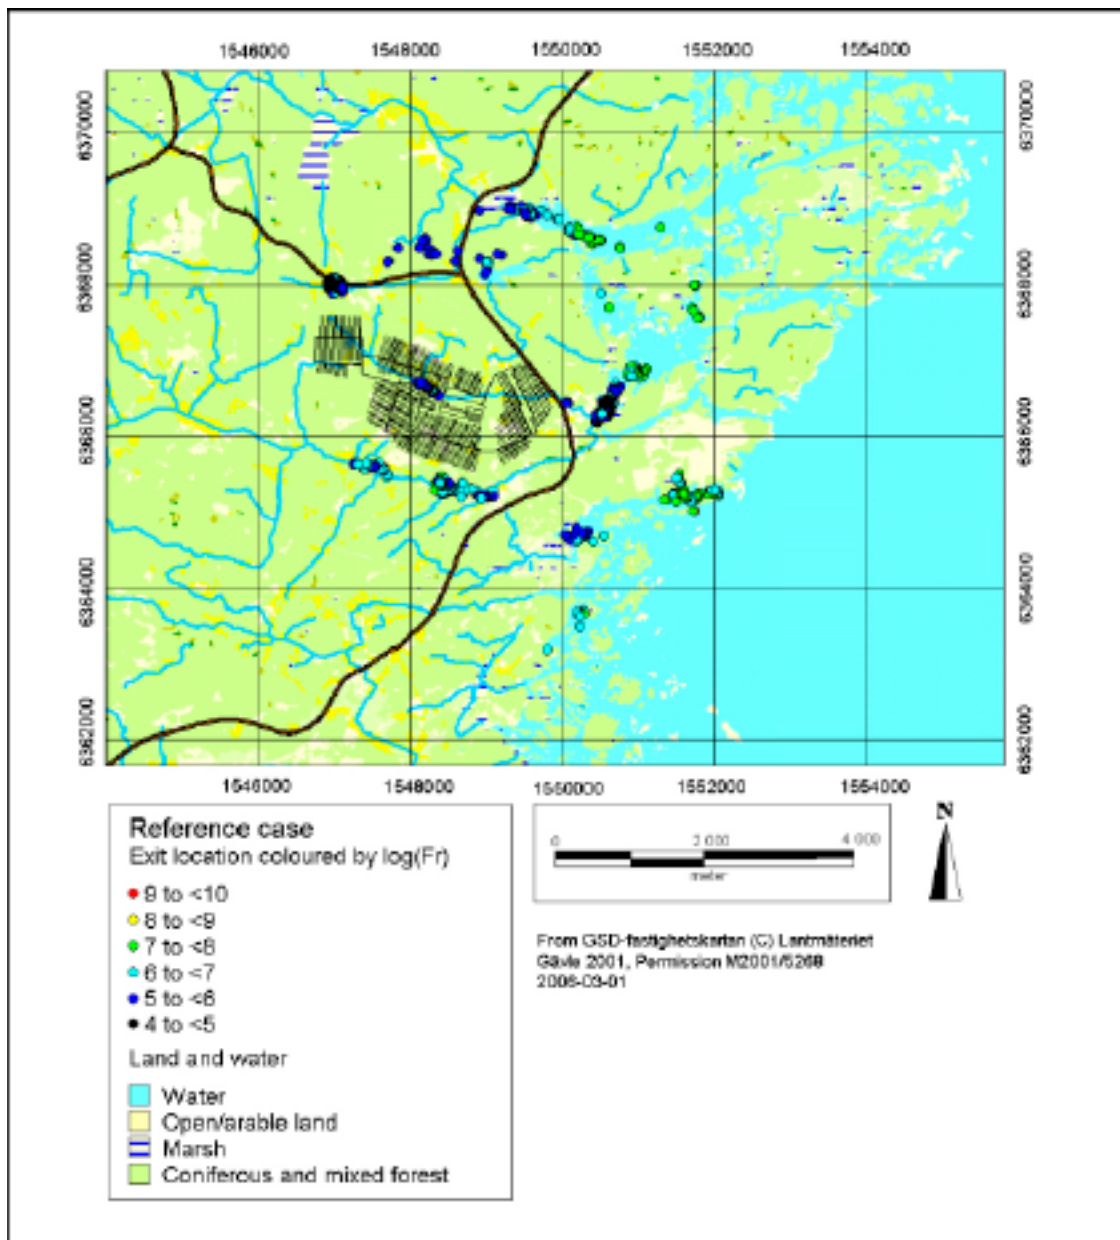 1546000 1548000 1550000 1552000 1554000
6370000 6370000
6368000 6368000
6366000 6366000
6364000 6364000
6362000 6362000
1546000 1548000 1550000 1552000 1554000
Reference case
Exit location coloured by log(Fr)
9 to <10
8 to <9
7 to <8
6 to <7
5 to <6
4 to <5
Land and water
Water
Open/arable land
Marsh
Coniferous and mixed forest
0 2 000 4 000
meter
N
From GSD-fastighetskartan (C) Lantmäteriet
Gävle 2001, Permission M2001/5268
2006-03-01